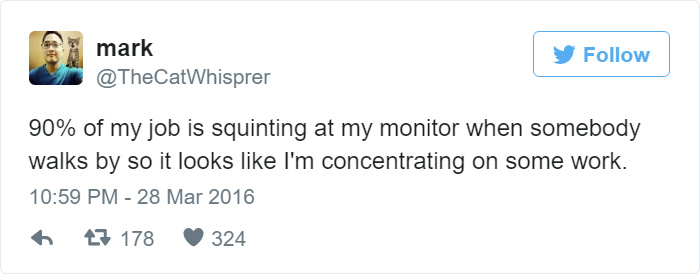 mark
@TheCatWhisprer
Follow
90% of my job is squinting at my monitor when somebody
walks by so it looks like I'm concentrating on some work.
10:59 PM - 28 Mar 2016
178 324